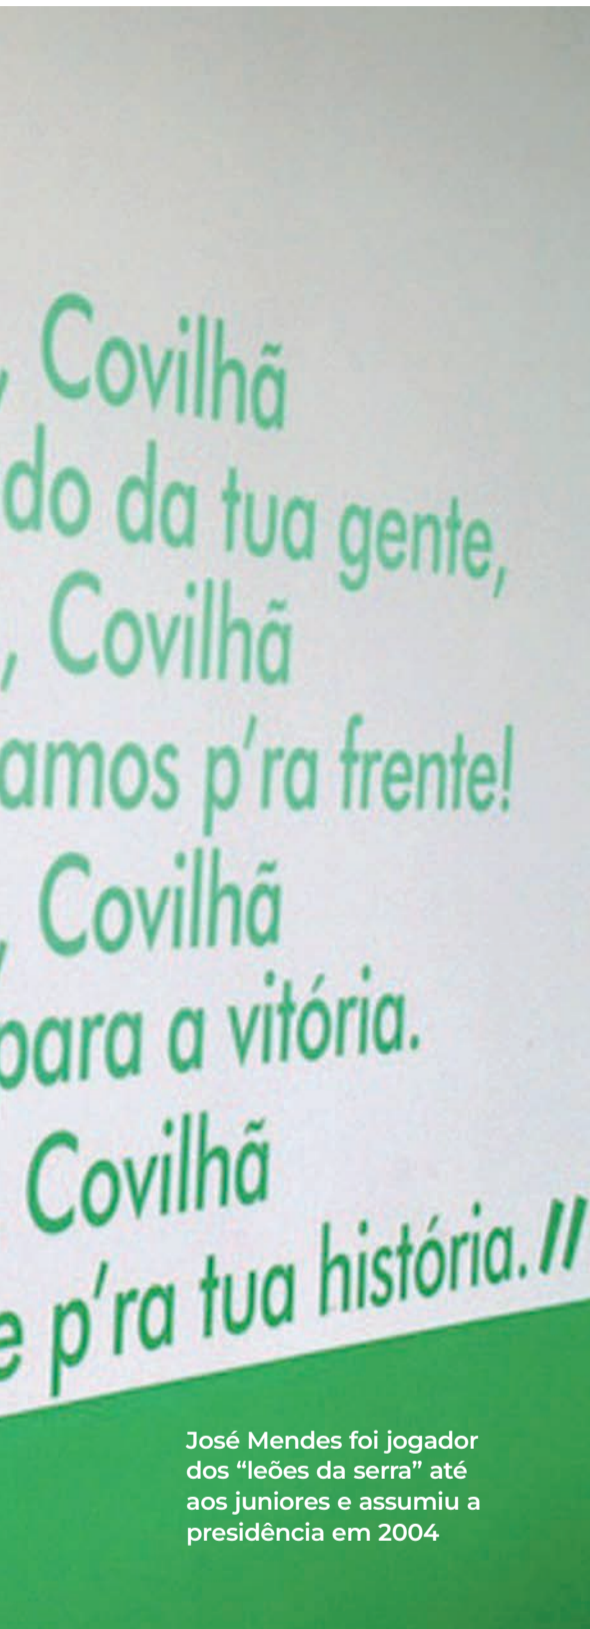 , Covilhã
do da tua gente,
, Covilhã
amos p'ra frente!
, Covilhã
para a vitória.
Covilhã
e p'ra tua história.//
José Mendes foi jogador
dos “leões da serra” até
aos juniores e assumiu a
presidência em 2004